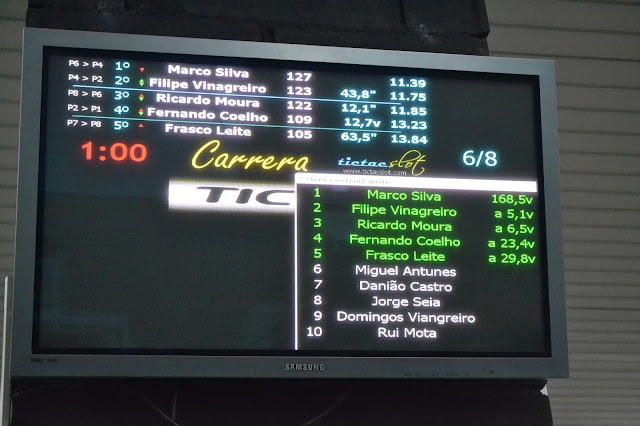 P6 > P4 1º Marco Silva 127 11.39
P4 > P2 2º Filipe Vinagreiro 123 43,8" 11.75
P8 > P6 3º Ricardo Moura 122 12,1" 11.85
P2 > P1 4º Fernando Coelho 109 12,7v 13.23
P7 > P8 5º Frasco Leite 105 63,5" 13.84
1:00 Carrera tictacslot 6/8
www.tictacslot.com
TIC
1 Marco Silva 168,5v
2 Filipe Vinagreiro a 5,1v
3 Ricardo Moura a 6,5v
4 Fernando Coelho a 23,4v
5 Frasco Leite a 29,8v
6 Miguel Antunes
7 Danião Castro
8 Jorge Seia
9 Domingos Viangreiro
10 Rui Mota
SAMSUNG